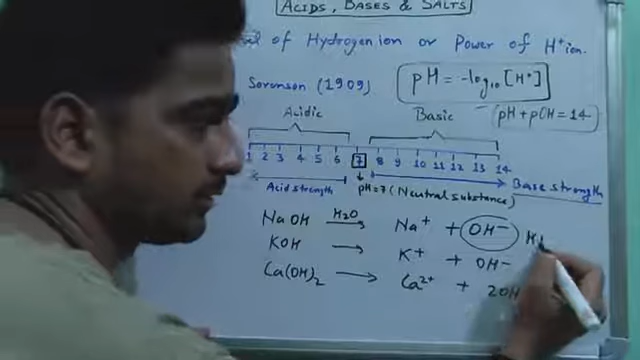 ACIDS, BASES & SALTS
of Hydrogen ion or Power of H⁺ ion.
Sorenson (1909)
pH = -log₁₀[H⁺]
pH + pOH = 14
Acidic
Basic
1 2 3 4 5 6 7 8 9 10 11 12 13 14
Acid strength
pH=7 (Neutral substance)
Base strength
NaOH H₂O → Na⁺ + OH⁻
KOH → K⁺ + OH⁻
Ca(OH)₂ → Ca²⁺ + 2OH